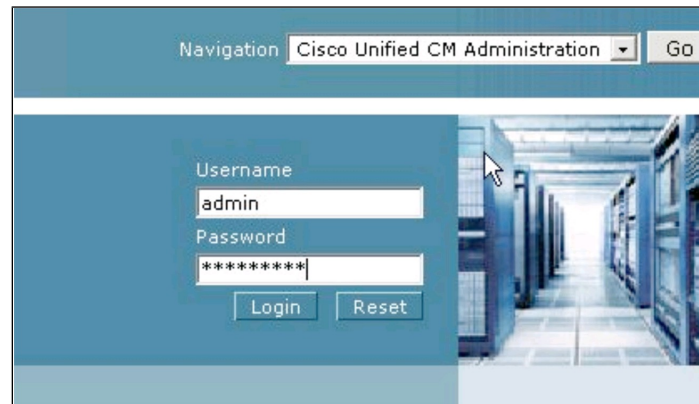 Navigation Cisco Unified CM Administration Go
Username
admin
Password
*********
Login Reset